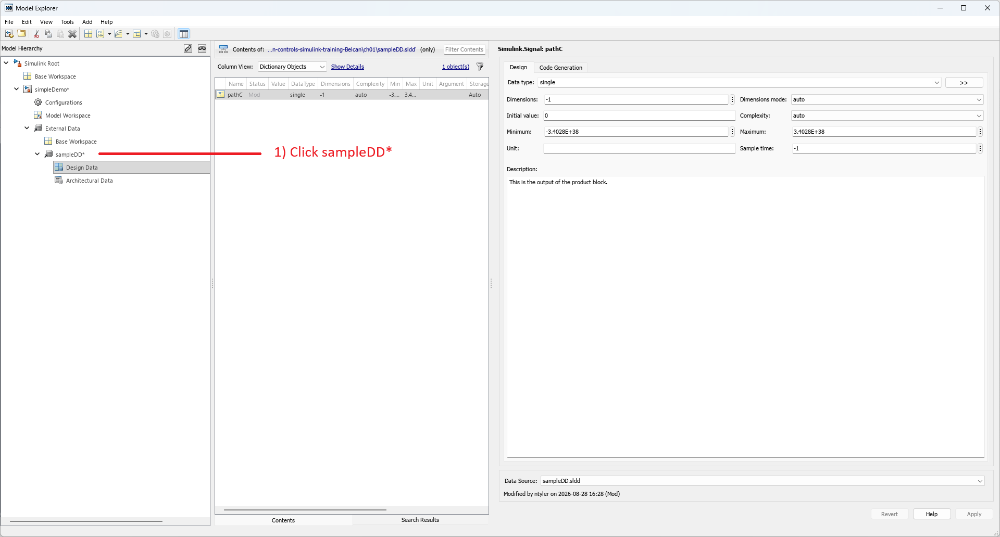 Model Explorer
File Edit View Tools Add Help
Model Hierarchy
Simulink Root
Base Workspace
simpleDemo*
Configurations
Model Workspace
External Data
Base Workspace
sampleDD*
Design Data
Architectural Data
1) Click sampleDD*
Contents of: ...n-controls-simulink-training-Belcan\ch01\sampleDD.sldd' (only) Filter Contents
Column View: Dictionary Objects Show Details 1 object(s)
Name Status Value DataType Dimensions Complexity Min Max Unit Argument Storage
pathC Mod single -1 auto -3.... 3.4... Auto
Contents Search Results
Simulink.Signal: pathC
Design Code Generation
Data type: single >>
Dimensions: -1 Dimensions mode: auto
Initial value: 0 Complexity: auto
Minimum: -3.4028E+38 Maximum: 3.4028E+38
Unit: Sample time: -1
Description:
This is the output of the product block.
Data Source: sampleDD.sldd
Modified by ntyler on 2026-08-28 16:28 (Mod)
Revert Help Apply